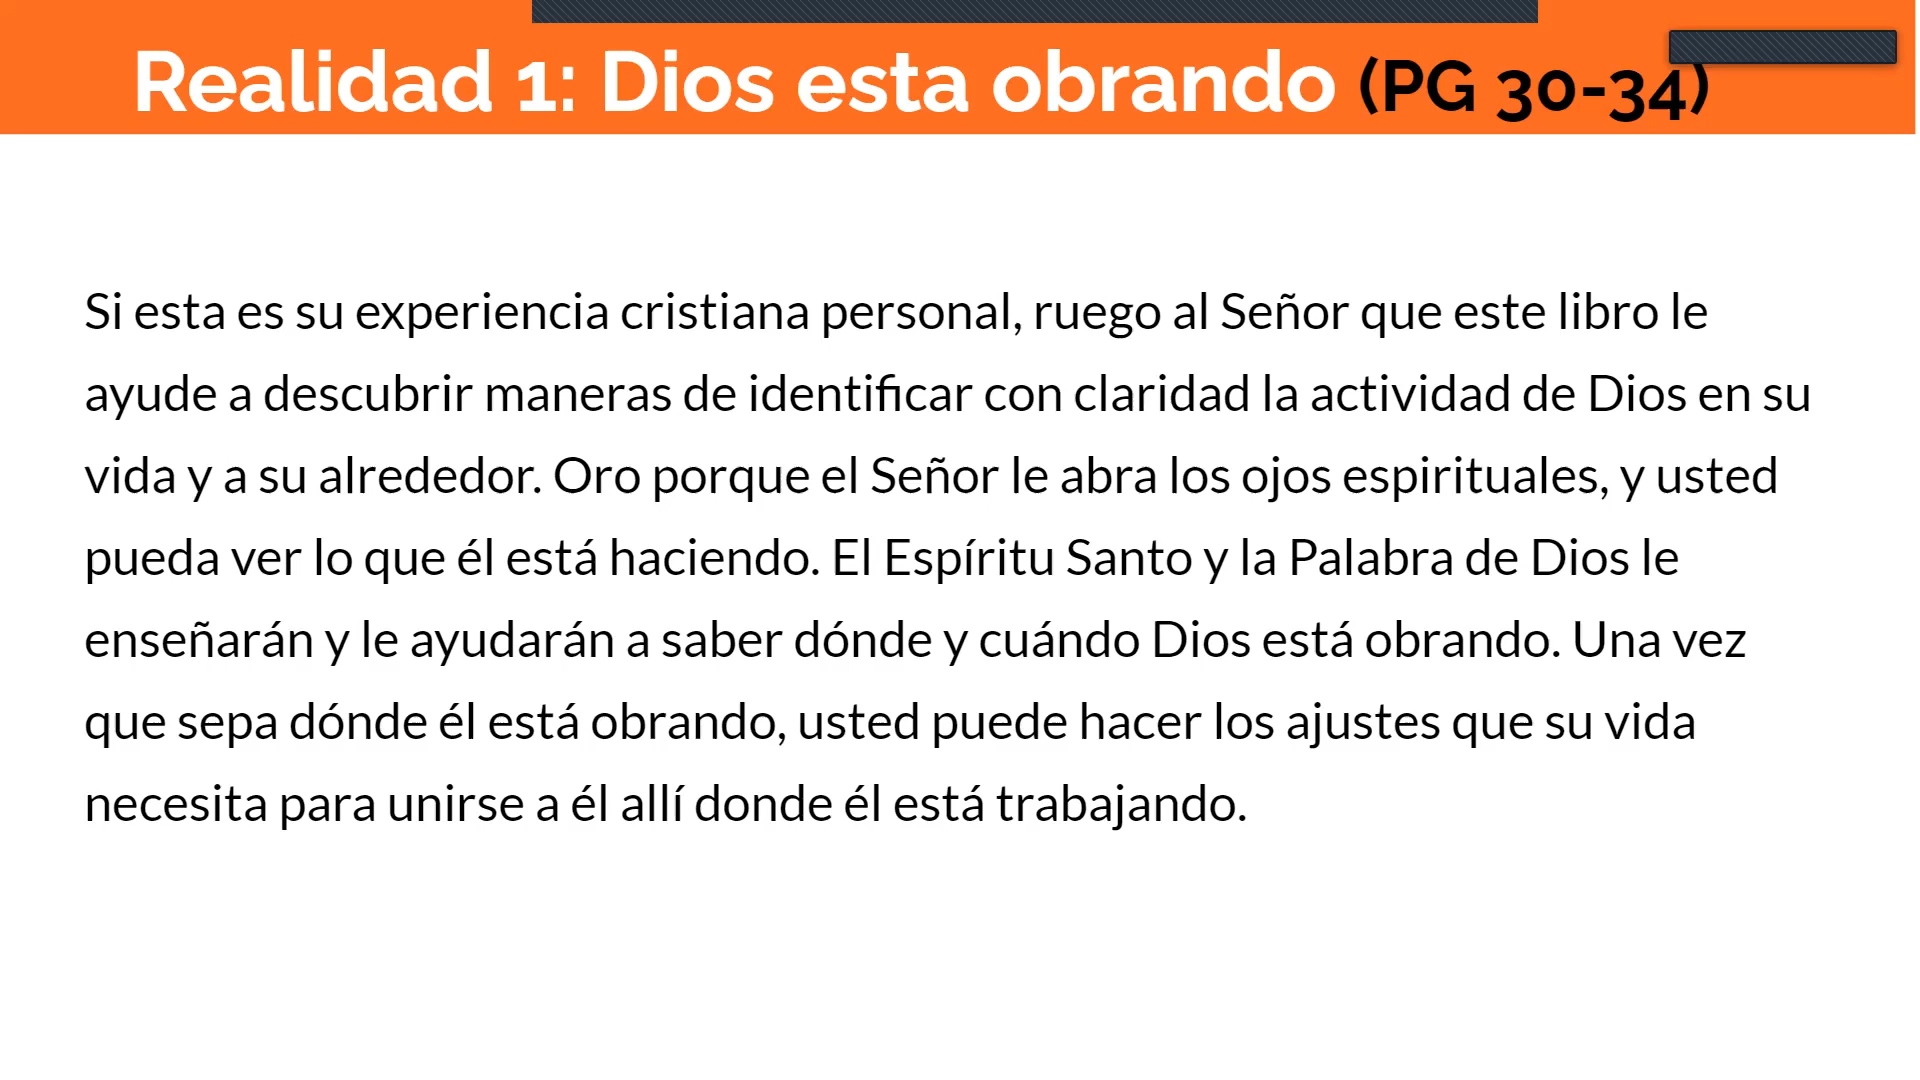 Realidad 1: Dios esta obrando (PG 30-34)
Si esta es su experiencia cristiana personal, ruego al Señor que este libro le
ayude a descubrir maneras de identificar con claridad la actividad de Dios en su
vida y a su alrededor. Oro porque el Señor le abra los ojos espirituales, y usted
pueda ver lo que él está haciendo. El Espíritu Santo y la Palabra de Dios le
enseñarán y le ayudarán a saber dónde y cuándo Dios está obrando. Una vez
que sepa dónde él está obrando, usted puede hacer los ajustes que su vida
necesita para unirse a él allí donde él está trabajando.